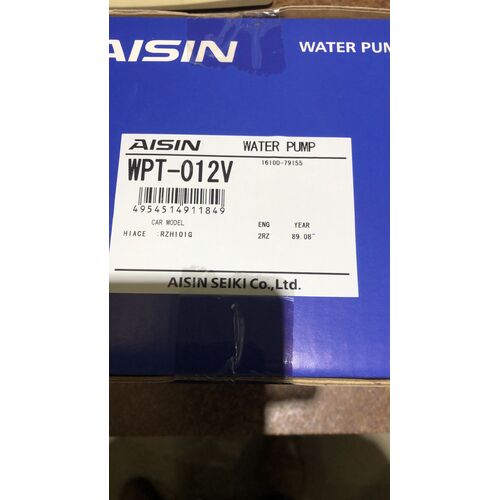 AISIN WATER PUM
AISIN WATER PUMP
16100-79155
WPT-012V
4954514911849
CAR MODEL ENG YEAR
HIACE :RZH101G 2RZ 89.08~
AISIN SEIKI Co.,Ltd.